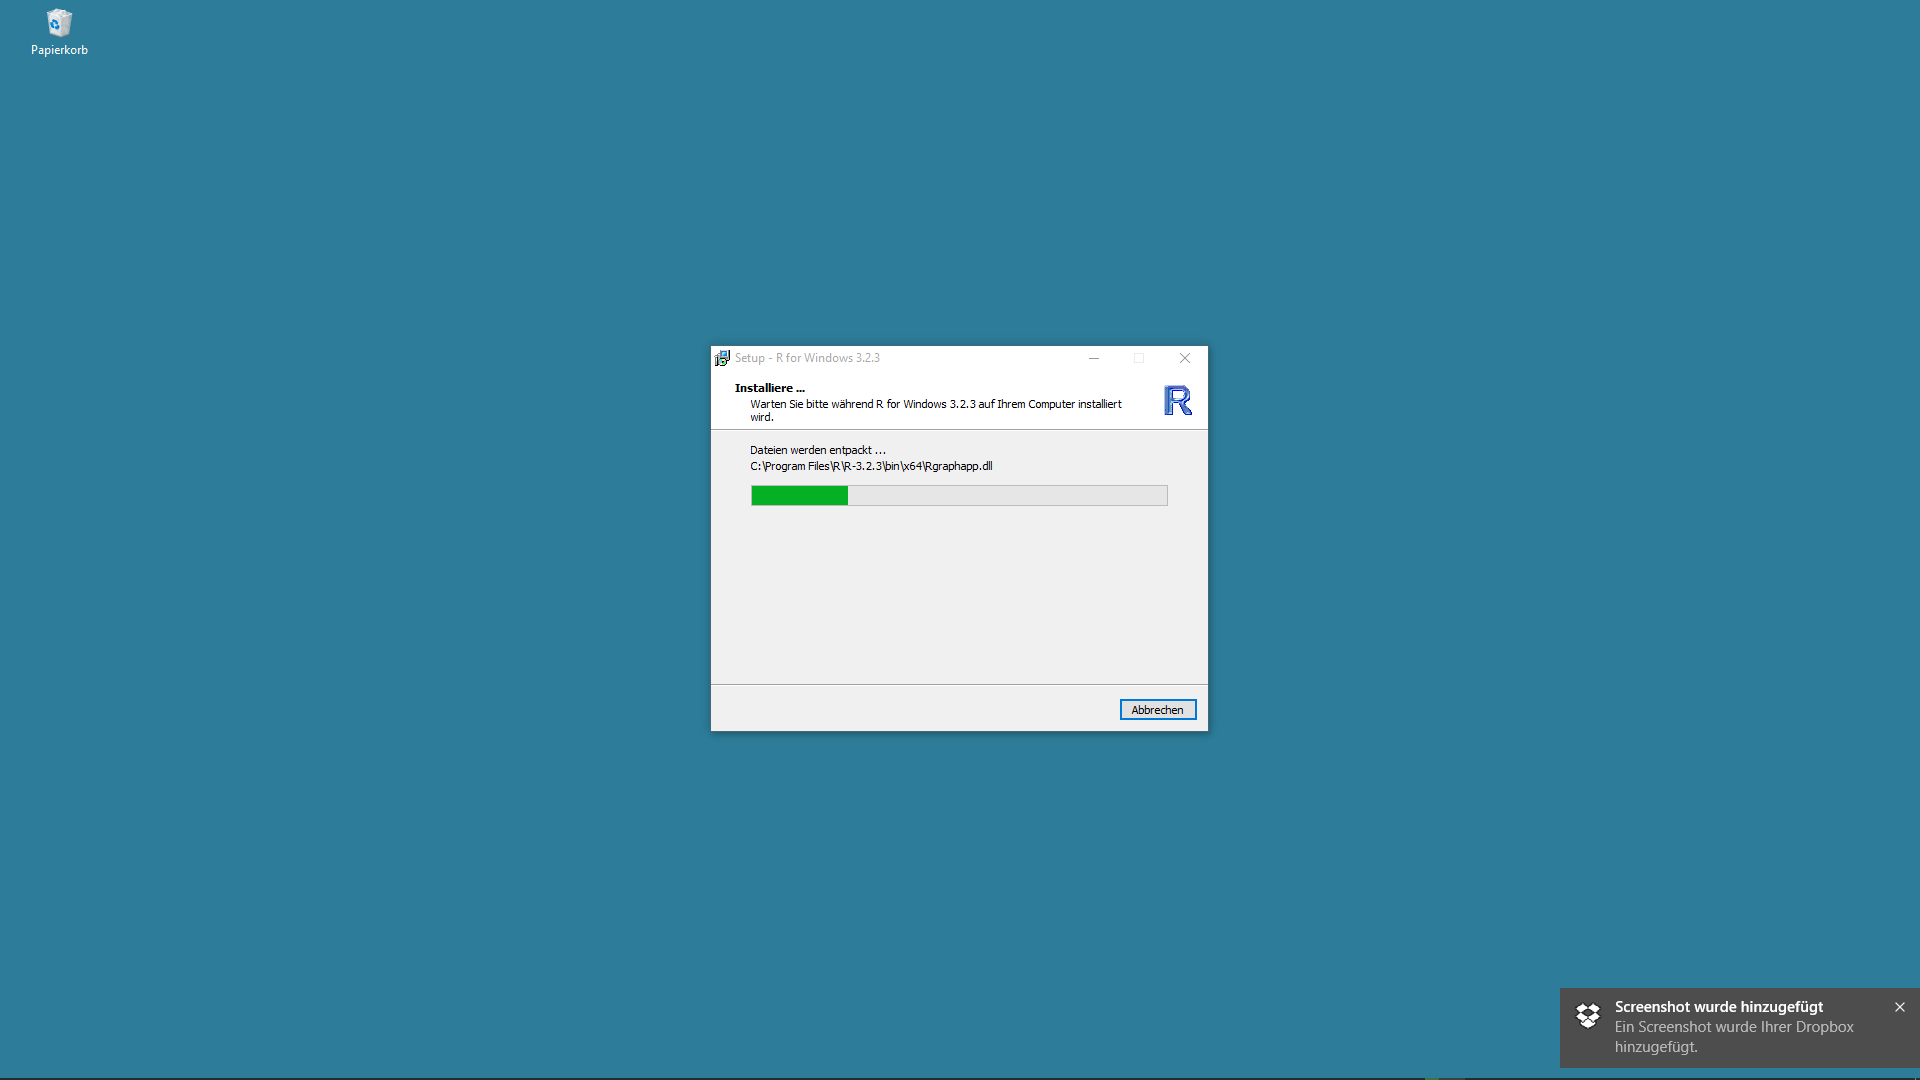 Papierkorb
Setup - R for Windows 3.2.3
Installiere ...
Warten Sie bitte während R for Windows 3.2.3 auf Ihrem Computer installiert
wird.
R
Dateien werden entpackt ...
C:\Program Files\R\R-3.2.3\bin\x64\Rgraphapp.dll
Abbrechen
Screenshot wurde hinzugefügt
Ein Screenshot wurde Ihrer Dropbox
hinzugefügt.